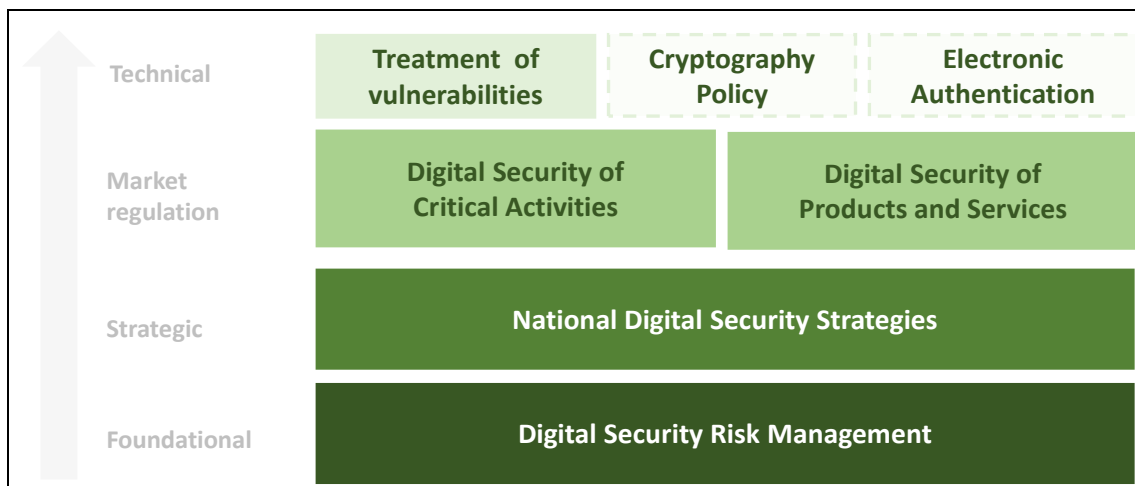 Technical
Treatment of
vulnerabilities
Cryptography
Policy
Electronic
Authentication
Market
regulation
Digital Security of
Critical Activities
Digital Security of
Products and Services
Strategic
National Digital Security Strategies
Foundational
Digital Security Risk Management